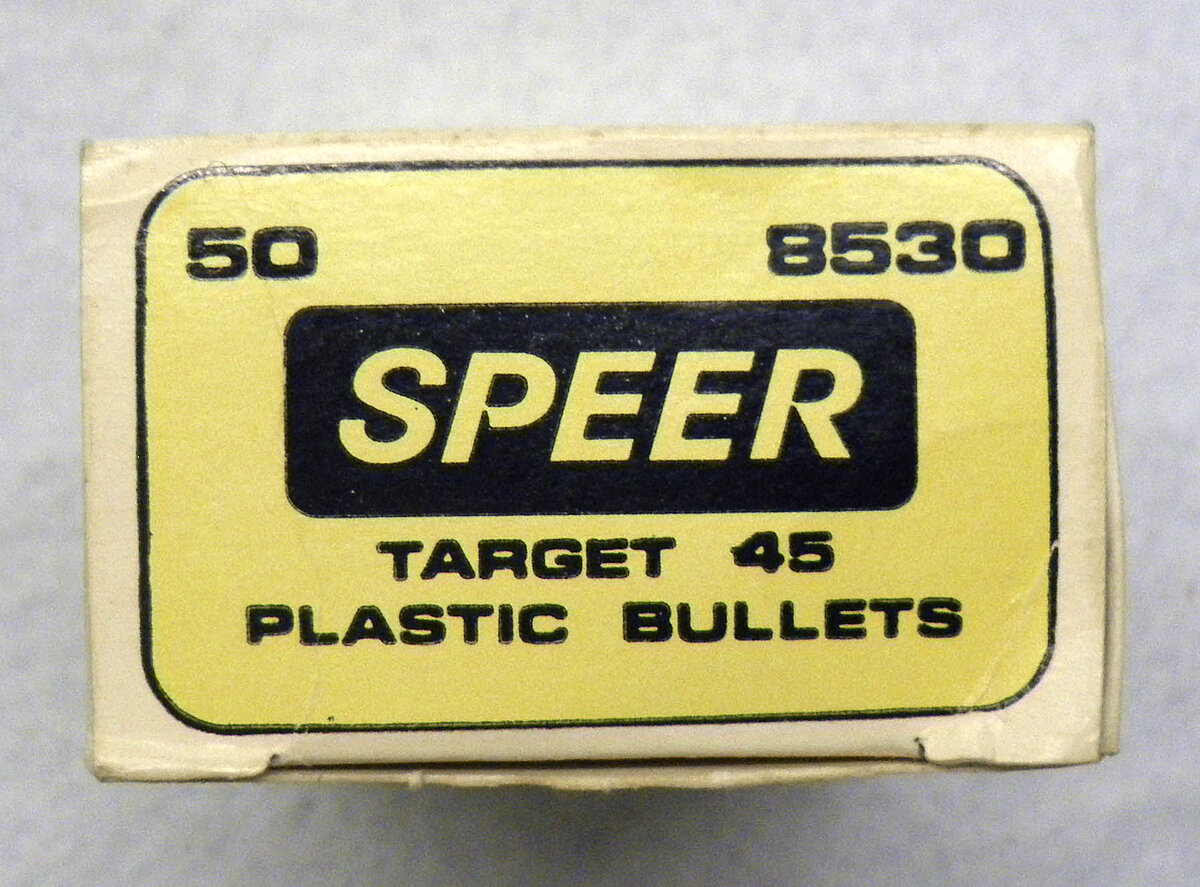 50 8530
SPEER
TARGET 45
PLASTIC BULLETS